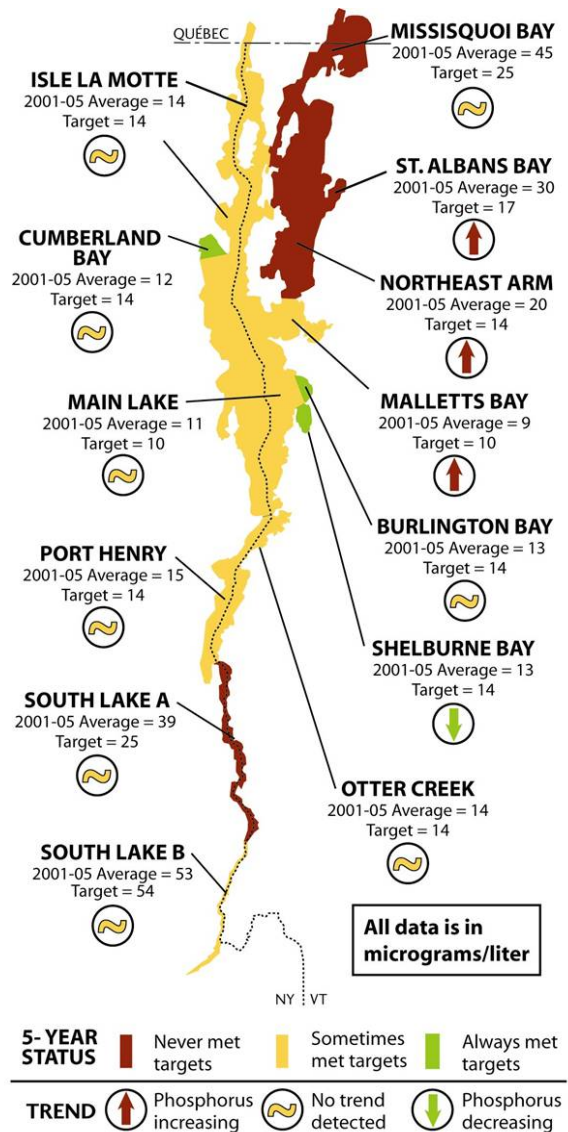 QUÉBEC
MISSISQUOI BAY
2001-05 Average = 45
Target = 25
ISLE LA MOTTE
2001-05 Average = 14
Target = 14
ST. ALBANS BAY
2001-05 Average = 30
Target = 17
CUMBERLAND
BAY
2001-05 Average = 12
Target = 14
NORTHEAST ARM
2001-05 Average = 20
Target = 14
MAIN LAKE
2001-05 Average = 11
Target = 10
MALLETTS BAY
2001-05 Average = 9
Target = 10
BURLINGTON BAY
2001-05 Average = 13
Target = 14
PORT HENRY
2001-05 Average = 15
Target = 14
SHELBURNE BAY
2001-05 Average = 13
Target = 14
SOUTH LAKE A
2001-05 Average = 39
Target = 25
OTTER CREEK
2001-05 Average = 14
Target = 14
SOUTH LAKE B
2001-05 Average = 53
Target = 54
All data is in
micrograms/liter
NY VT
5- YEAR
STATUS
Never met
targets
Sometimes
met targets
Always met
targets
TREND
Phosphorus
increasing
No trend
detected
Phosphorus
decreasing